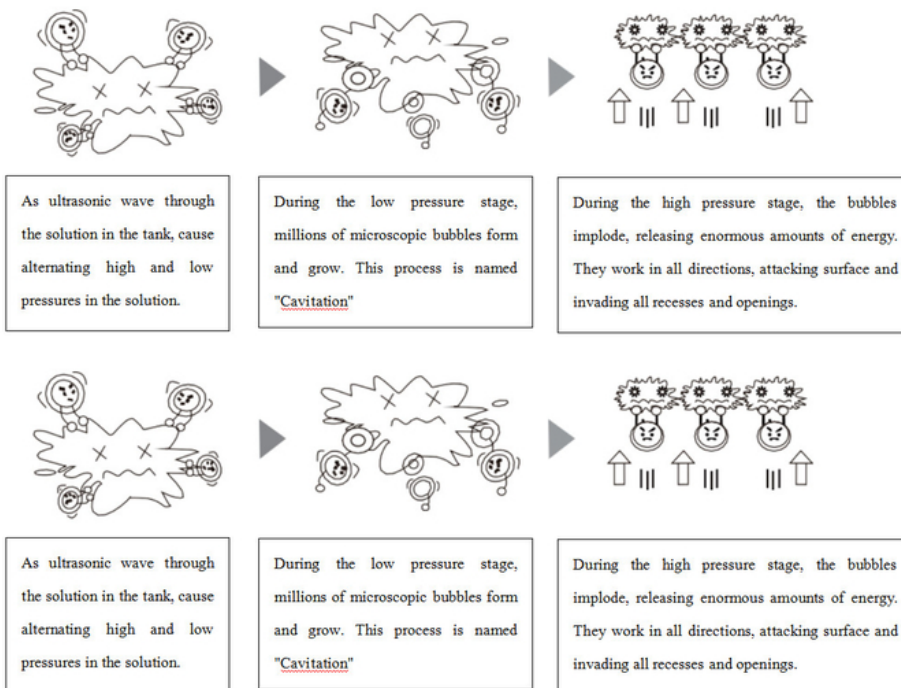 As ultrasonic wave through
the solution in the tank, cause
alternating high and low
pressures in the solution.
During the low pressure stage,
millions of microscopic bubbles form
and grow. This process is named
"Cavitation"
During the high pressure stage, the bubbles
implode, releasing enormous amounts of energy.
They work in all directions, attacking surface and
invading all recesses and openings.
As ultrasonic wave through
the solution in the tank, cause
alternating high and low
pressures in the solution.
During the low pressure stage,
millions of microscopic bubbles form
and grow. This process is named
"Cavitation"
During the high pressure stage, the bubbles
implode, releasing enormous amounts of energy.
They work in all directions, attacking surface and
invading all recesses and openings.